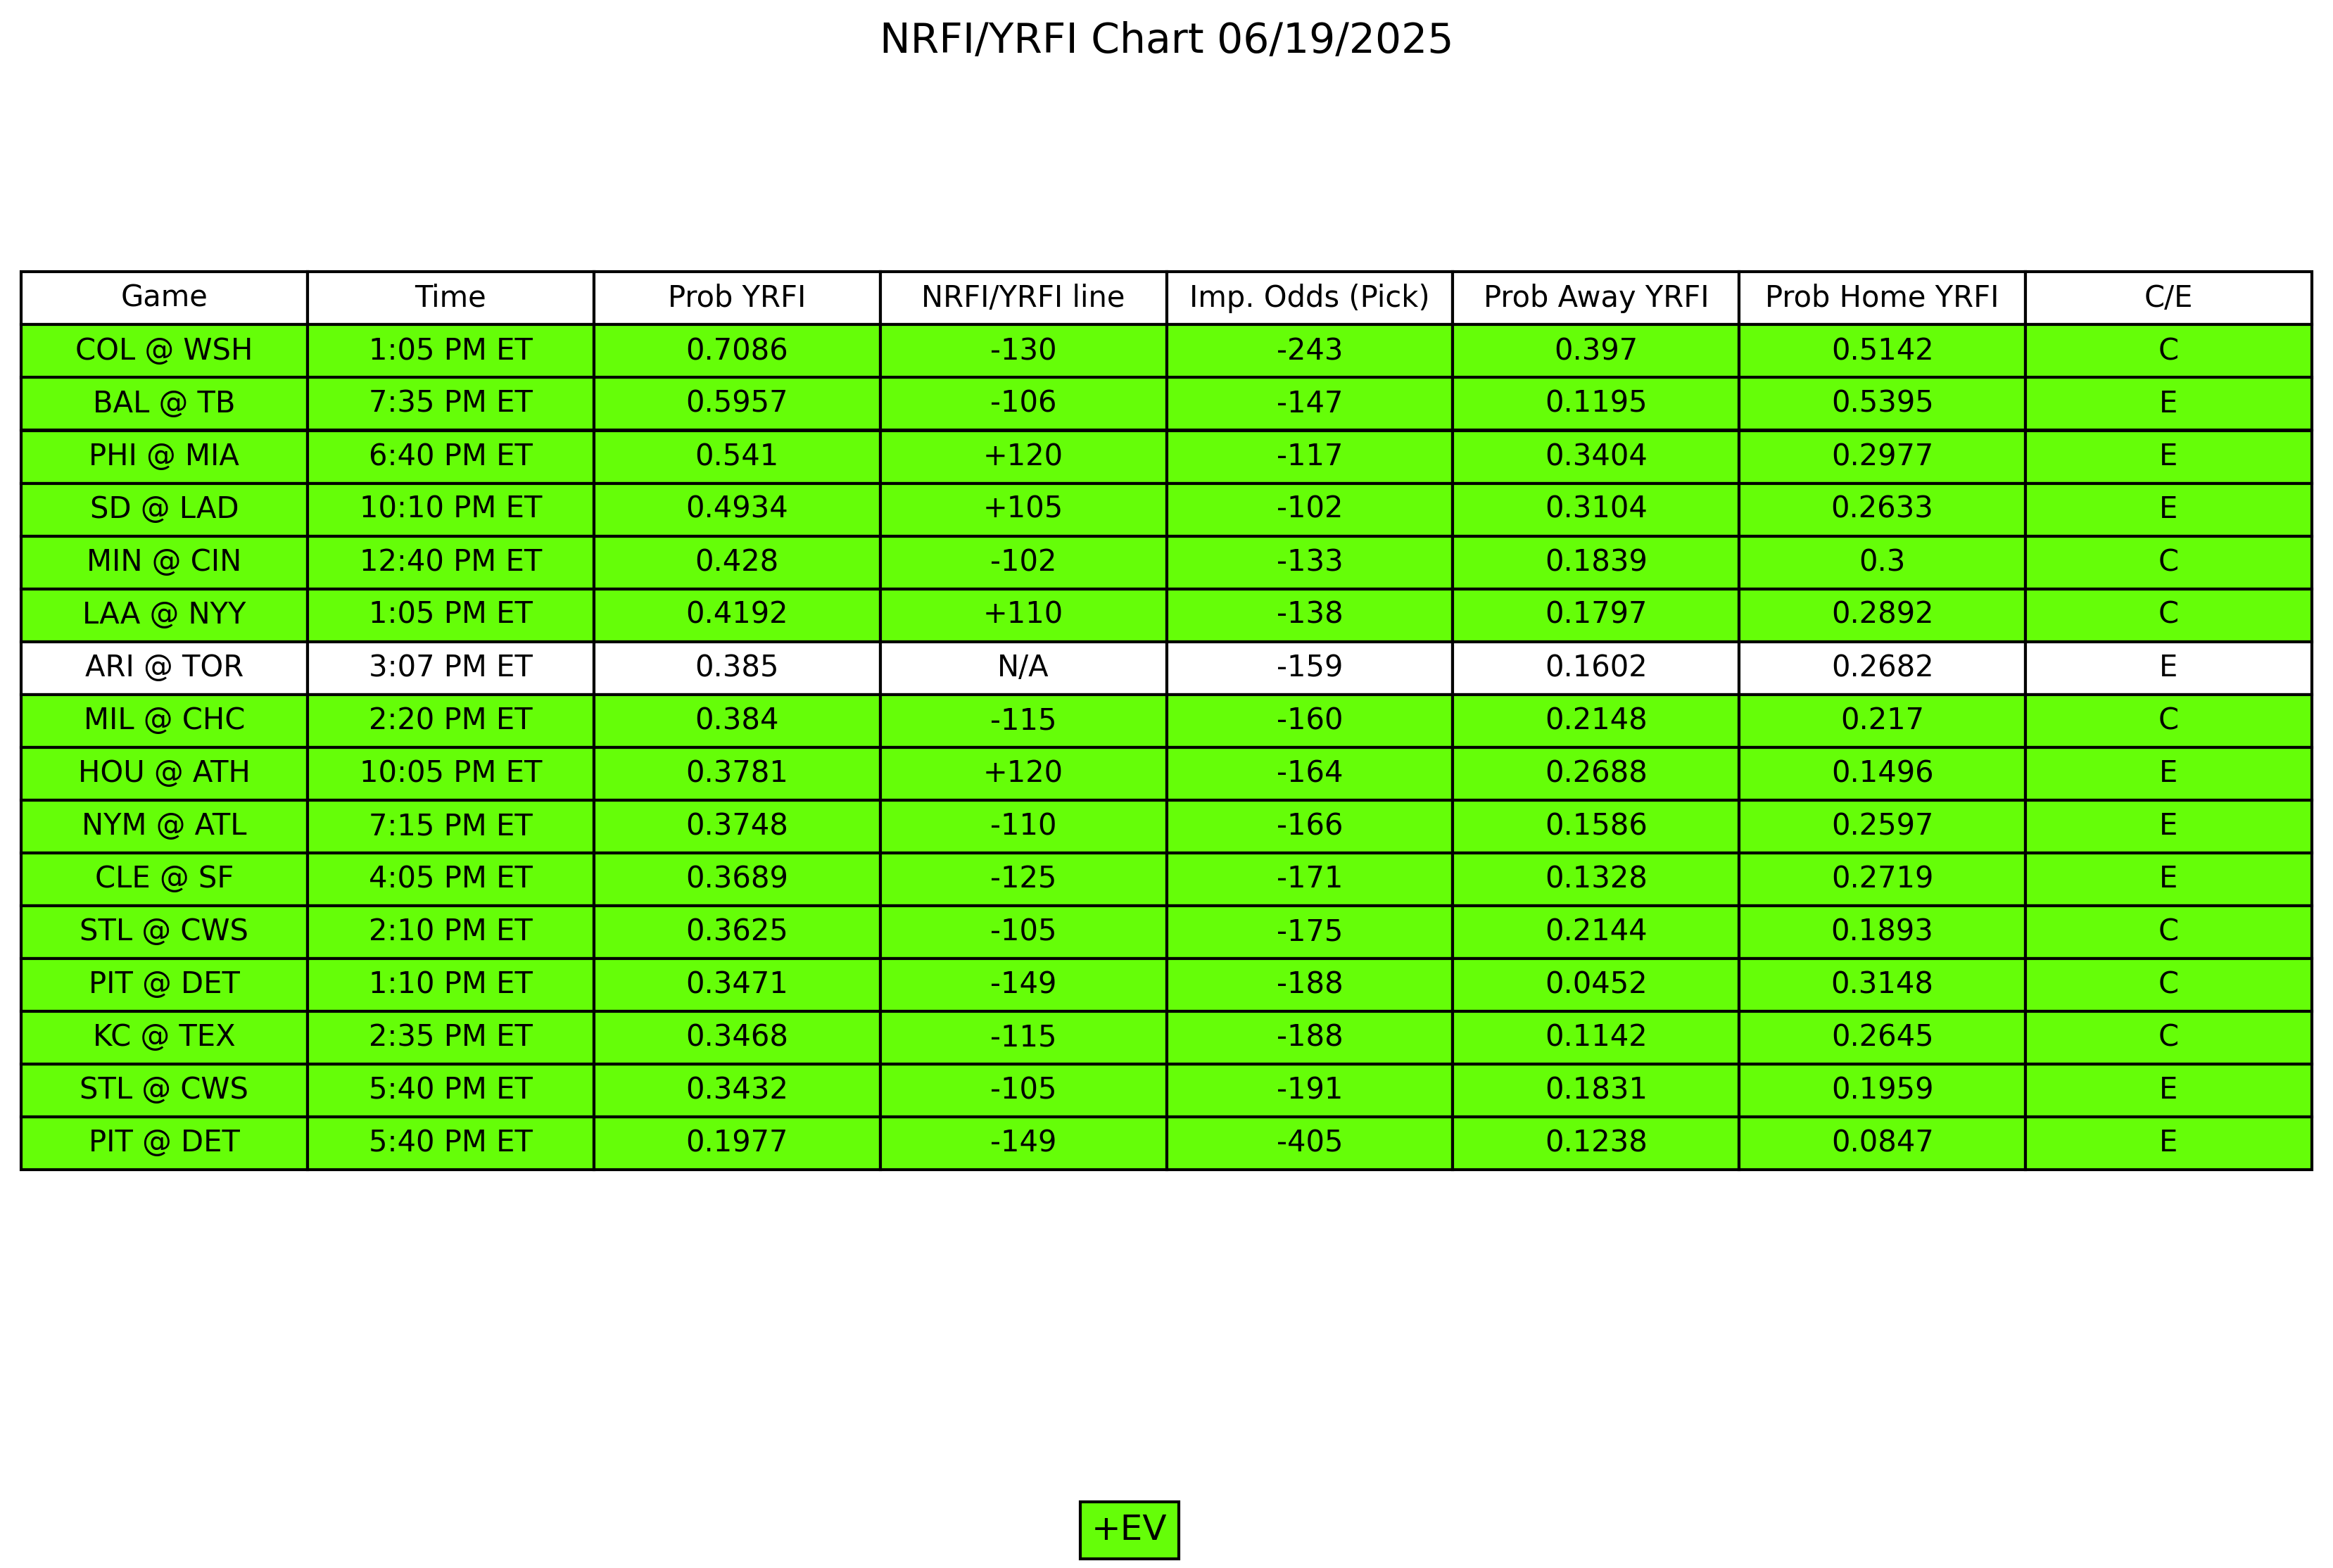 NRFI/YRFI Chart 06/19/2025
Game Time Prob YRFI NRFI/YRFI line Imp. Odds (Pick) Prob Away YRFI Prob Home YRFI C/E
COL @ WSH 1:05 PM ET 0.7086 -130 -243 0.397 0.5142 C
BAL @ TB 7:35 PM ET 0.5957 -106 -147 0.1195 0.5395 E
PHI @ MIA 6:40 PM ET 0.541 +120 -117 0.3404 0.2977 E
SD @ LAD 10:10 PM ET 0.4934 +105 -102 0.3104 0.2633 E
MIN @ CIN 12:40 PM ET 0.428 -102 -133 0.1839 0.3 C
LAA @ NYY 1:05 PM ET 0.4192 +110 -138 0.1797 0.2892 C
ARI @ TOR 3:07 PM ET 0.385 N/A -159 0.1602 0.2682 E
MIL @ CHC 2:20 PM ET 0.384 -115 -160 0.2148 0.217 C
HOU @ ATH 10:05 PM ET 0.3781 +120 -164 0.2688 0.1496 E
NYM @ ATL 7:15 PM ET 0.3748 -110 -166 0.1586 0.2597 E
CLE @ SF 4:05 PM ET 0.3689 -125 -171 0.1328 0.2719 E
STL @ CWS 2:10 PM ET 0.3625 -105 -175 0.2144 0.1893 C
PIT @ DET 1:10 PM ET 0.3471 -149 -188 0.0452 0.3148 C
KC @ TEX 2:35 PM ET 0.3468 -115 -188 0.1142 0.2645 C
STL @ CWS 5:40 PM ET 0.3432 -105 -191 0.1831 0.1959 E
PIT @ DET 5:40 PM ET 0.1977 -149 -405 0.1238 0.0847 E
+EV